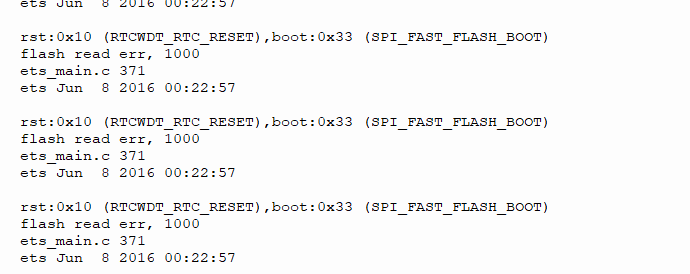 ets Jun  8 2016 00:22:57
rst:0x10 (RTCWDT_RTC_RESET),boot:0x33 (SPI_FAST_FLASH_BOOT)
flash read err, 1000
ets_main.c 371
ets Jun  8 2016 00:22:57
rst:0x10 (RTCWDT_RTC_RESET),boot:0x33 (SPI_FAST_FLASH_BOOT)
flash read err, 1000
ets_main.c 371
ets Jun  8 2016 00:22:57
rst:0x10 (RTCWDT_RTC_RESET),boot:0x33 (SPI_FAST_FLASH_BOOT)
flash read err, 1000
ets_main.c 371
ets Jun  8 2016 00:22:57